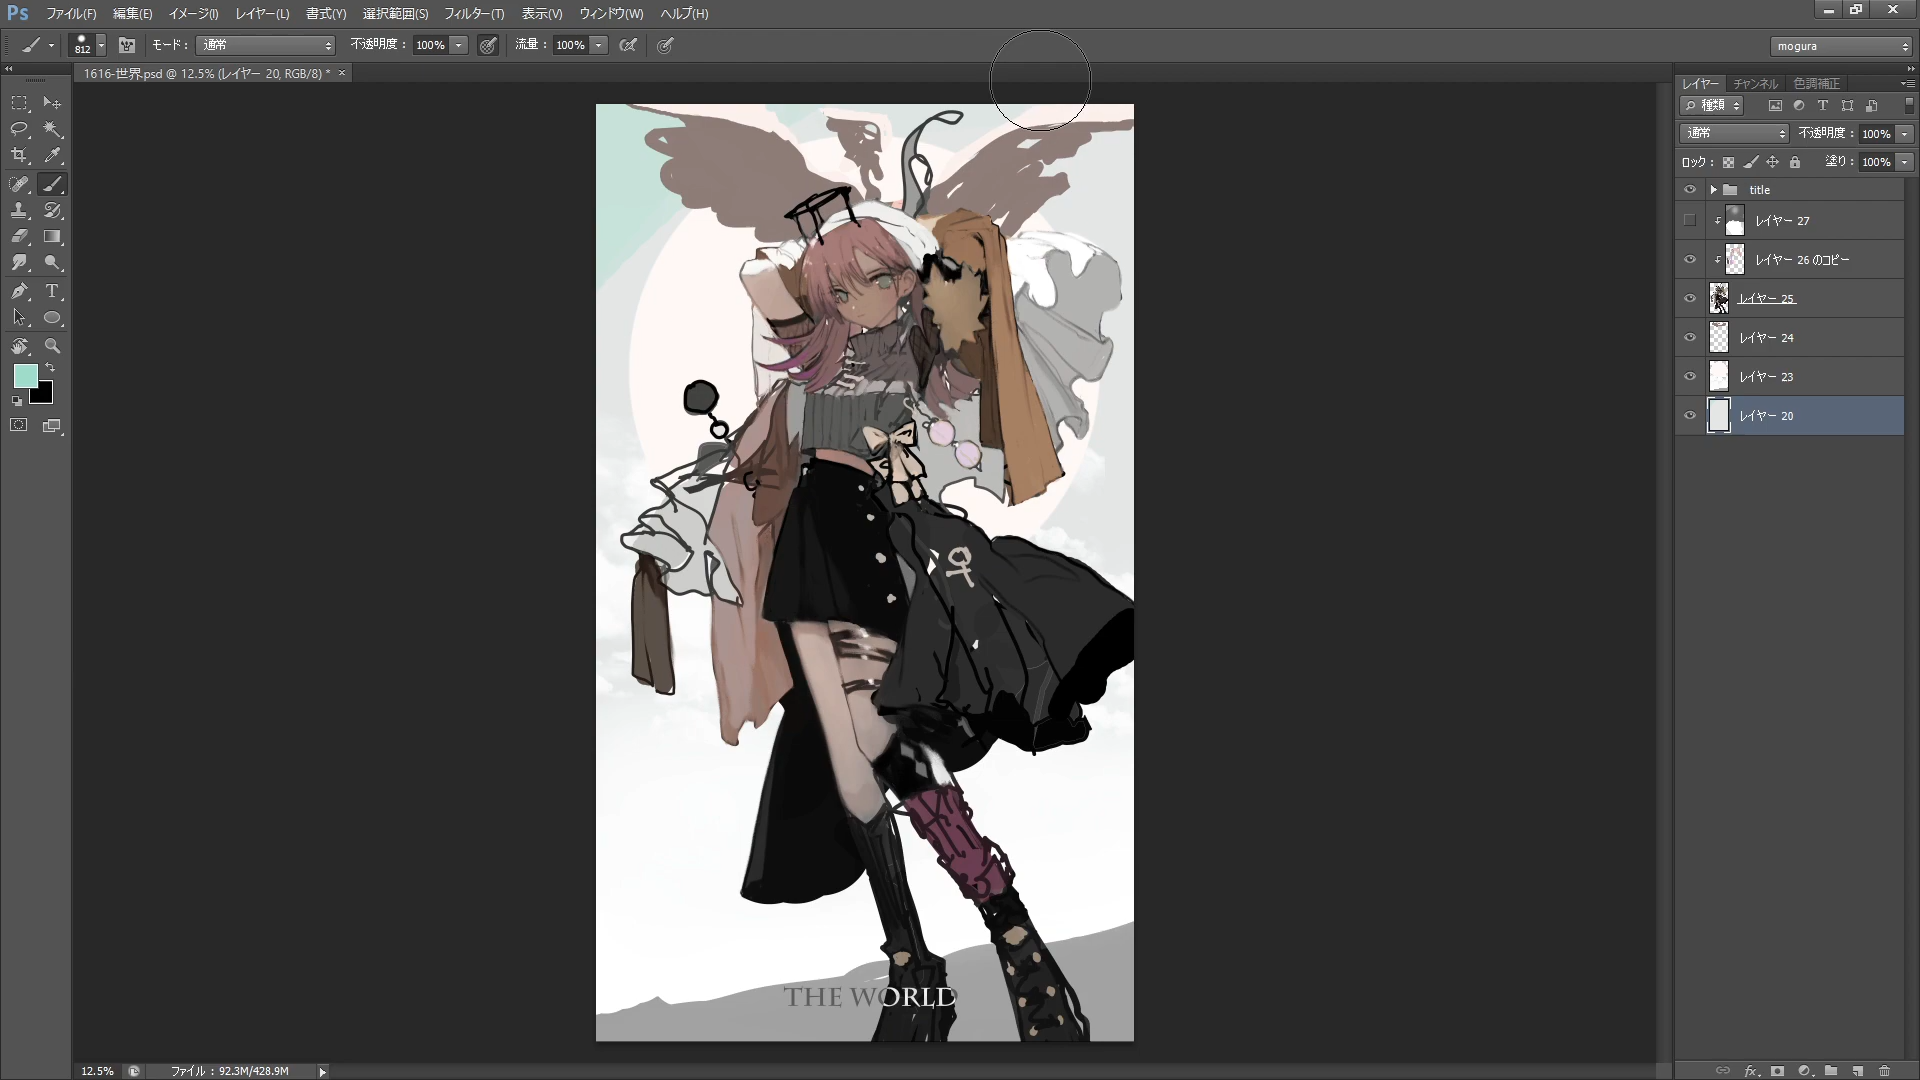 Ps ファイル(F) 編集(E) イメージ(I) レイヤー(L) 書式(Y) 選択範囲(S) フィルター(T) 表示(V) ウィンドウ(W) ヘルプ(H)
812 モード： 通常 不透明度： 100% 流量： 100% mogura
1616-世界.psd @ 12.5% (レイヤー 20, RGB/8) * ×
レイヤー チャンネル 色調補正
種類
通常 不透明度： 100%
ロック： 塗り： 100%
title
レイヤー 27
レイヤー 26 のコピー
レイヤー 25
レイヤー 24
レイヤー 23
レイヤー 20
THE WORLD
12.5% ファイル：92.3M/428.9M
fx